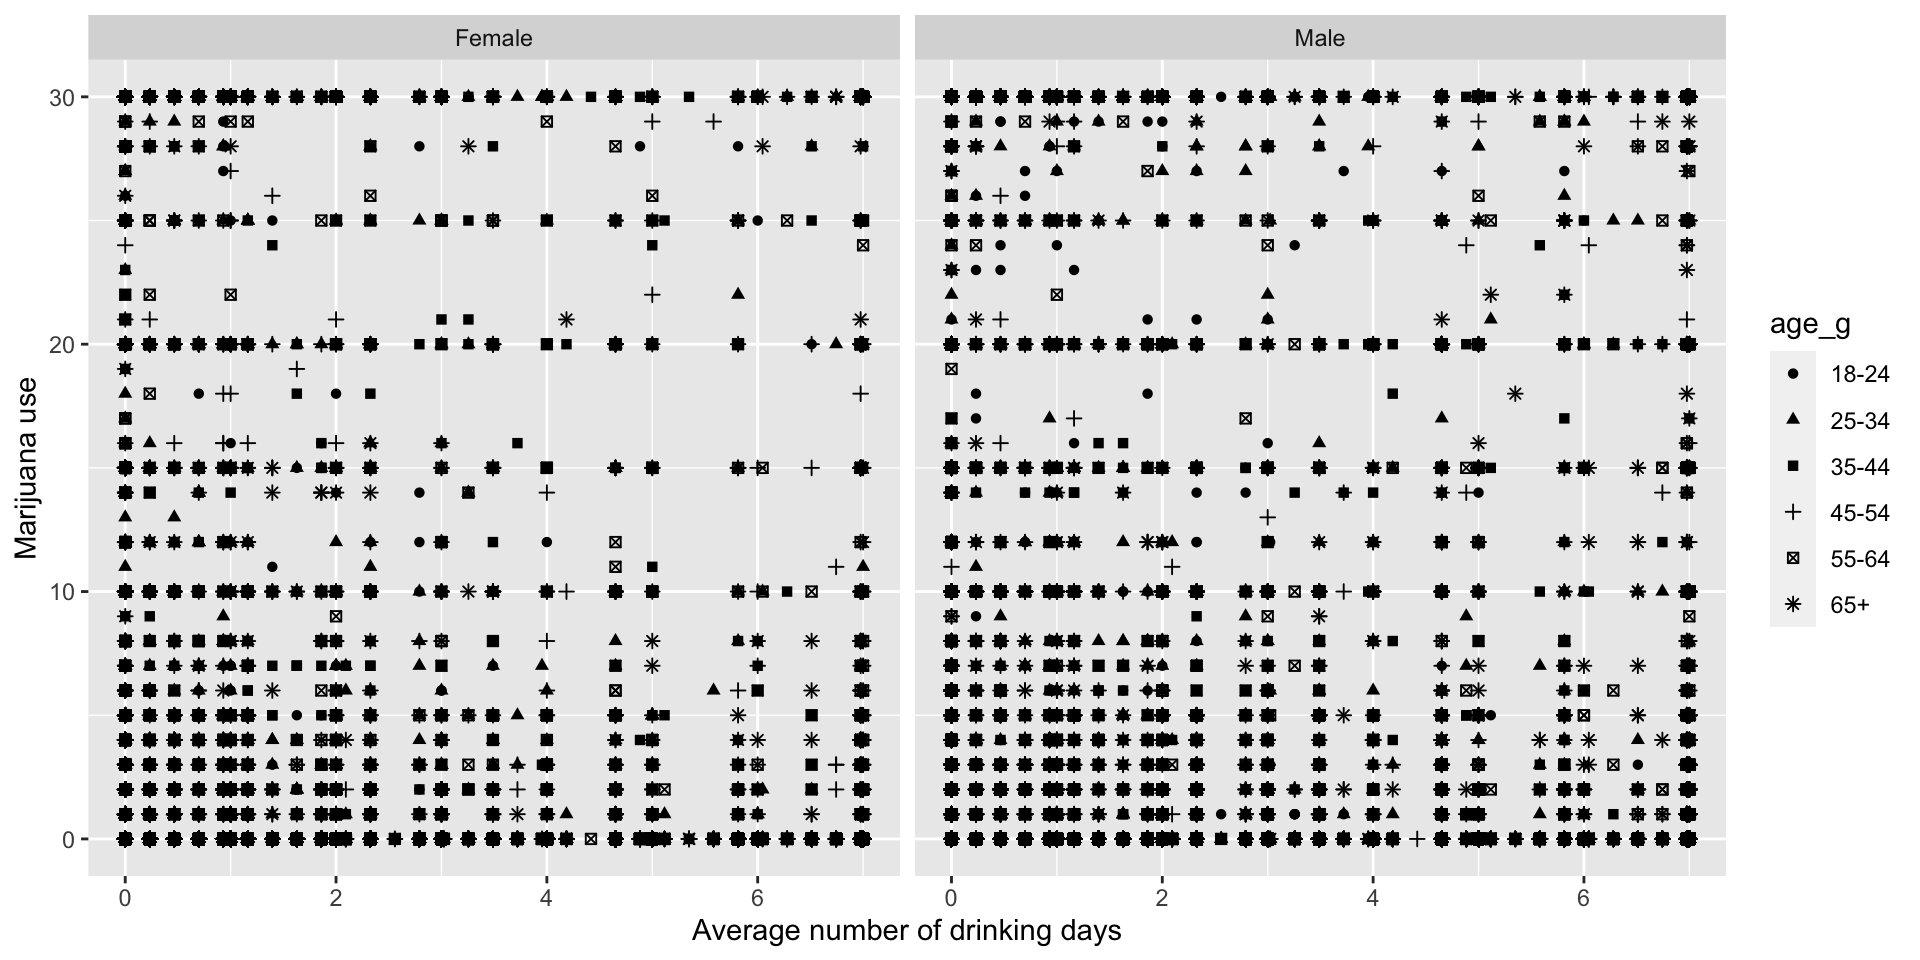 Female Male
30
20
10
0
Marijuana use
0 2 4 6 0 2 4 6
Average number of drinking days
age_g
18-24
25-34
35-44
45-54
55-64
65+